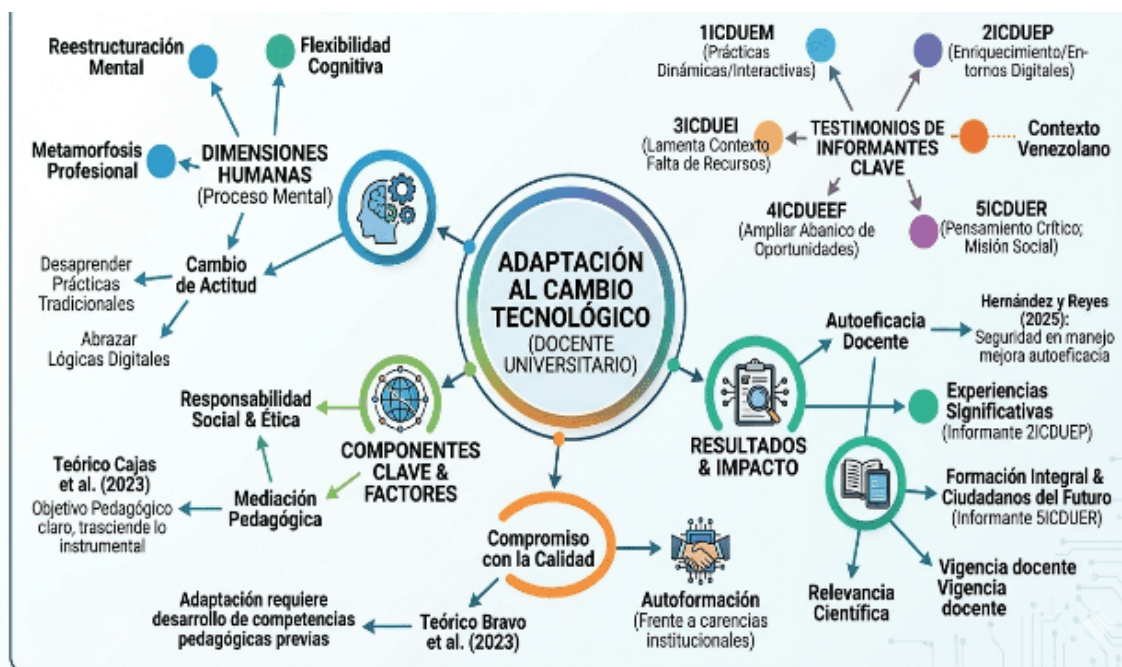 Reestructuración
Mental
Flexibilidad
Cognitiva
Metamorfosis
Profesional
DIMENSIONES
HUMANAS
(Proceso Mental)
Cambio
de Actitud
Desaprender
Prácticas
Tradicionales
Abrazar
Lógicas Digitales
1ICDUEM
(Prácticas
Dinámicas/Interactivas)
2ICDUEP
(Enriquecimiento/En-
tornos Digitales)
3ICDUEI
(Lamenta Contexto
Falta de Recursos)
TESTIMONIOS DE
INFORMANTES
CLAVE
Contexto
Venezolano
4ICDUEEF
(Ampliar Abanico de
Oportunidades)
5ICDUER
(Pensamiento Crítico;
Misión Social)
ADAPTACIÓN
AL CAMBIO
TECNOLÓGICO
(DOCENTE
UNIVERSITARIO)
Responsabilidad
Social & Ética
COMPONENTES
CLAVE &
FACTORES
Teórico Cajas
et al. (2023)
Objetivo Pedagógico
claro, trasciende lo
instrumental
Mediación
Pedagógica
Compromiso
con la Calidad
Adaptación requiere
desarrollo de competencias
pedagógicas previas
Teórico Bravo
et al. (2023)
Autoformación
(Frente a carencias
institucionales)
RESULTADOS
& IMPACTO
Autoeficacia
Docente
Hernández y Reyes
(2025):
Seguridad en manejo
mejora autoeficacia
Experiencias
Significativas
(Informante 2ICDUEP)
Formación Integral &
Ciudadanos del Futuro
(Informante 5ICDUER)
Relevancia
Científica
Vigencia docente
Vigencia
docente